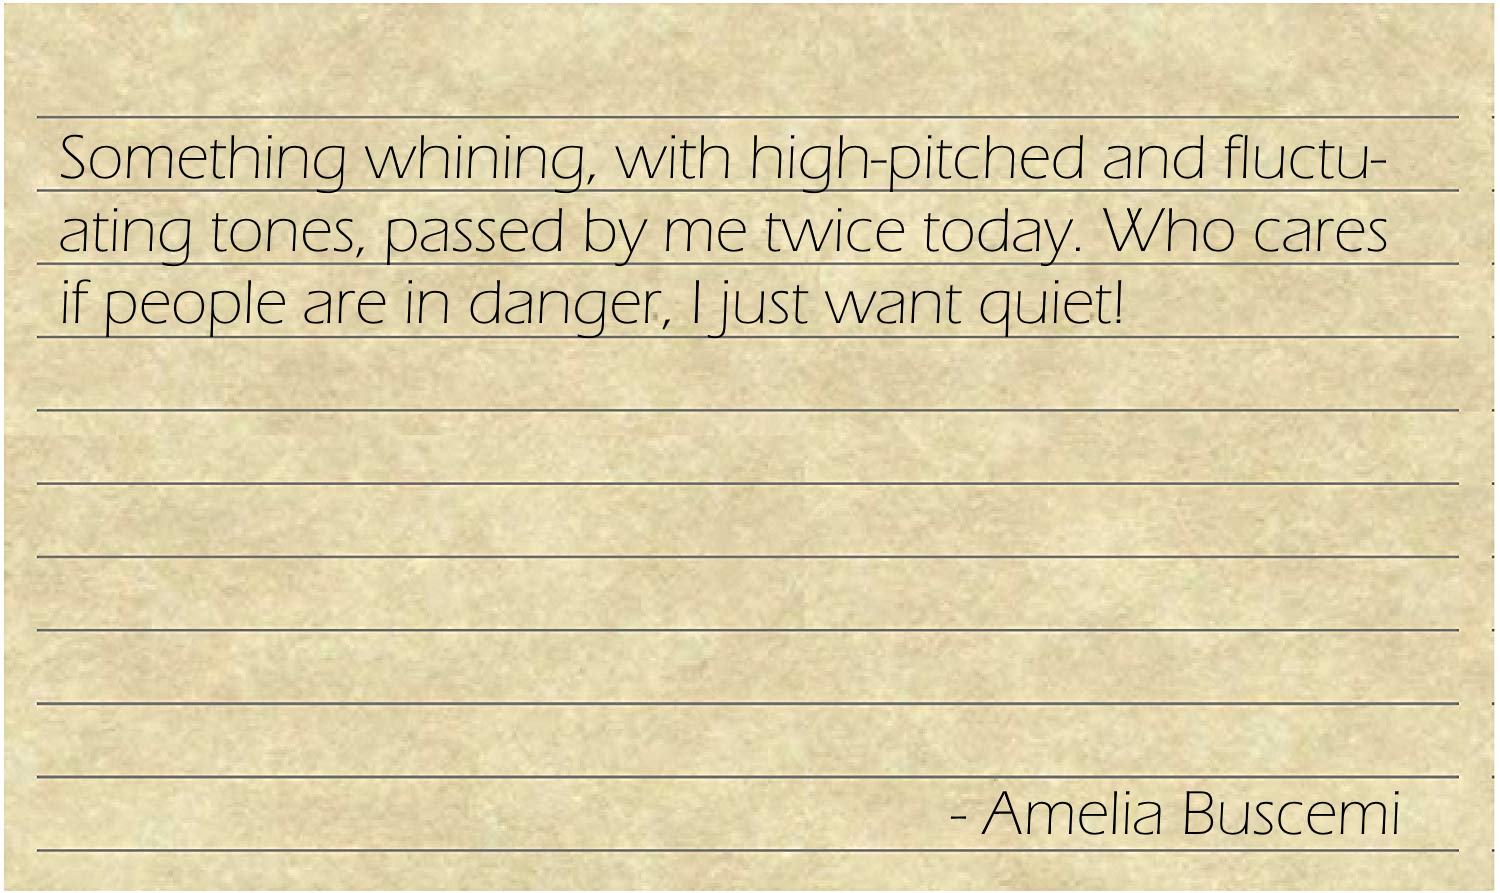 Something whining, with high-pitched and fluctu-
ating tones, passed by me twice today. Who cares
if people are in danger, I just want quiet!
- Amelia Buscemi